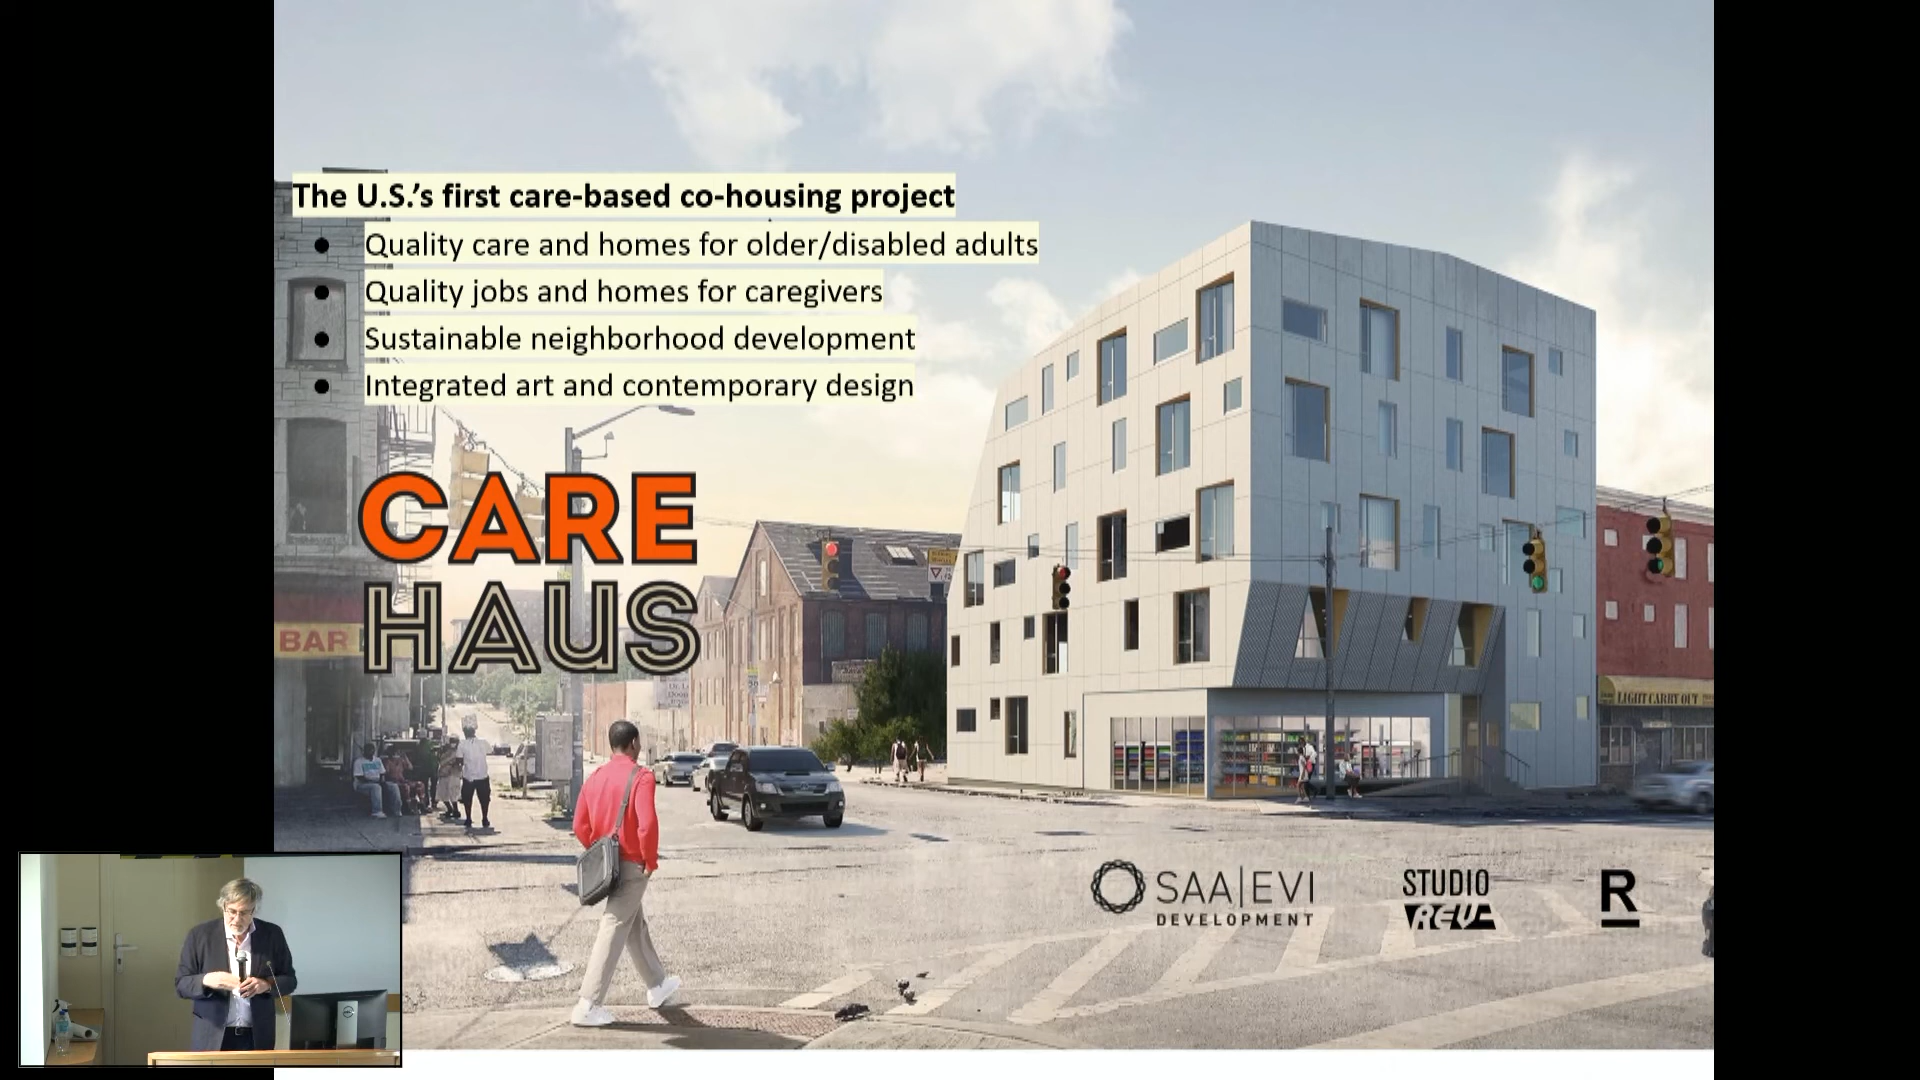 The U.S.'s first care-based co-housing project
● Quality care and homes for older/disabled adults
● Quality jobs and homes for caregivers
● Sustainable neighborhood development
● Integrated art and contemporary design
CARE
HAUS
BAR
LIGHT CARRY OUT
SAA|EVI
DEVELOPMENT
STUDIO
REV-
R